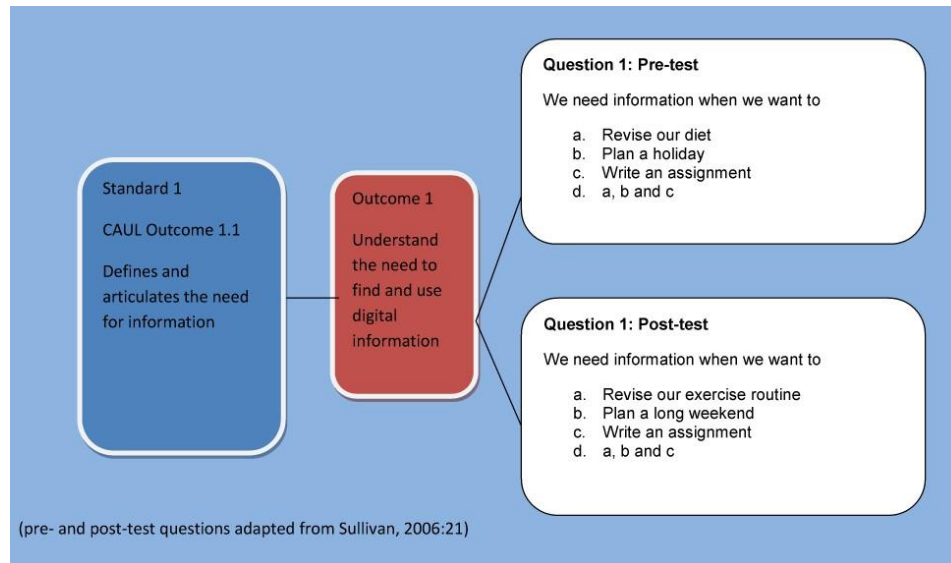 Standard 1
CAUL Outcome 1.1
Defines and
articulates the need
for information
Outcome 1
Understand
the need to
find and use
digital
information
Question 1: Pre-test
We need information when we want to
a. Revise our diet
b. Plan a holiday
c. Write an assignment
d. a, b and c
Question 1: Post-test
We need information when we want to
a. Revise our exercise routine
b. Plan a long weekend
c. Write an assignment
d. a, b and c
(pre- and post-test questions adapted from Sullivan, 2006:21)